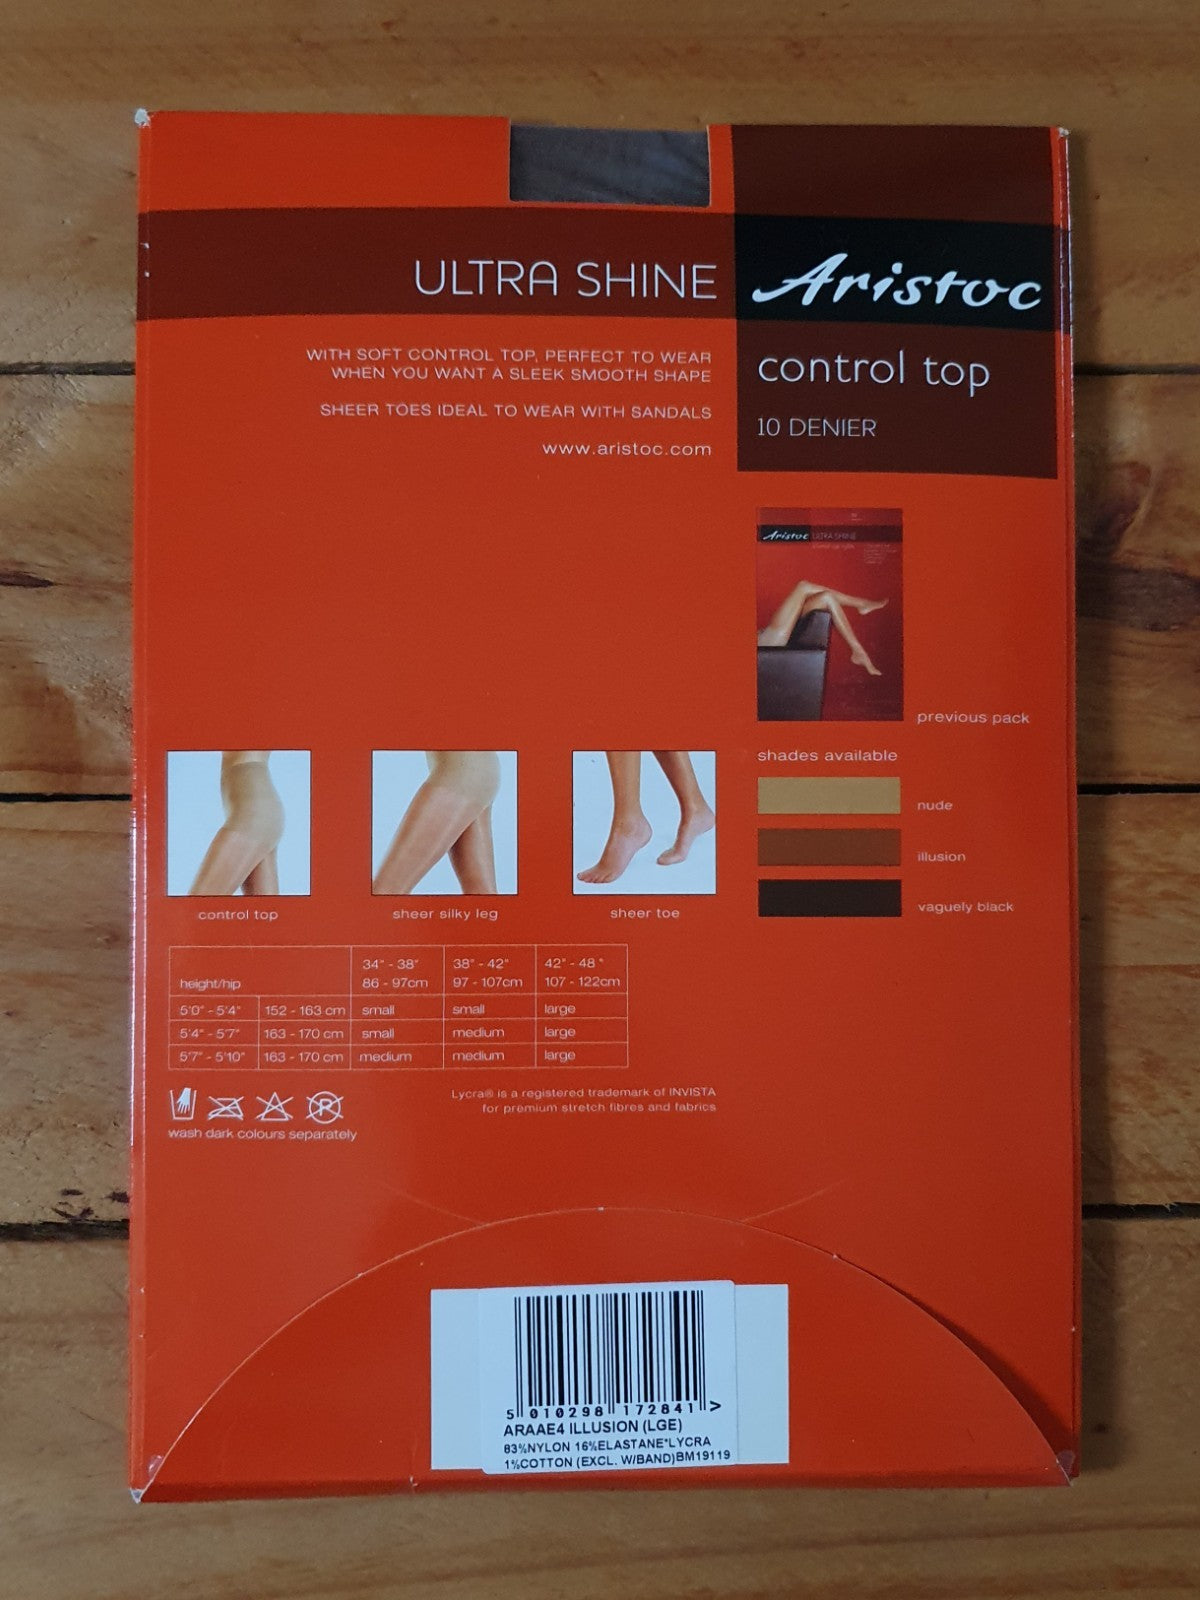 ULTRA SHINE
Aristoc
control top
10 DENIER
WITH SOFT CONTROL TOP, PERFECT TO WEAR
WHEN YOU WANT A SLEEK SMOOTH SHAPE
SHEER TOES IDEAL TO WEAR WITH SANDALS
www.aristoc.com
Aristoc ULTRA SHINE
previous pack
shades available
nude
illusion
vaguely black
control top
sheer silky leg
sheer toe
height/hip 34" - 38" 38" - 42" 42" - 48 "
86 - 97cm 97 - 107cm 107 - 122cm
5'0" - 5'4" 152 - 163 cm small small large
5'4" - 5'7" 163 - 170 cm small medium large
5'7" - 5'10" 163 - 170 cm medium medium large
R
wash dark colours separately
Lycra® is a registered trademark of INVISTA
for premium stretch fibres and fabrics
5 010298 172841 >
ARAAE4 ILLUSION (LGE)
83%NYLON 16%ELASTANE*LYCRA
1%COTTON (EXCL. W/BAND)BM19119